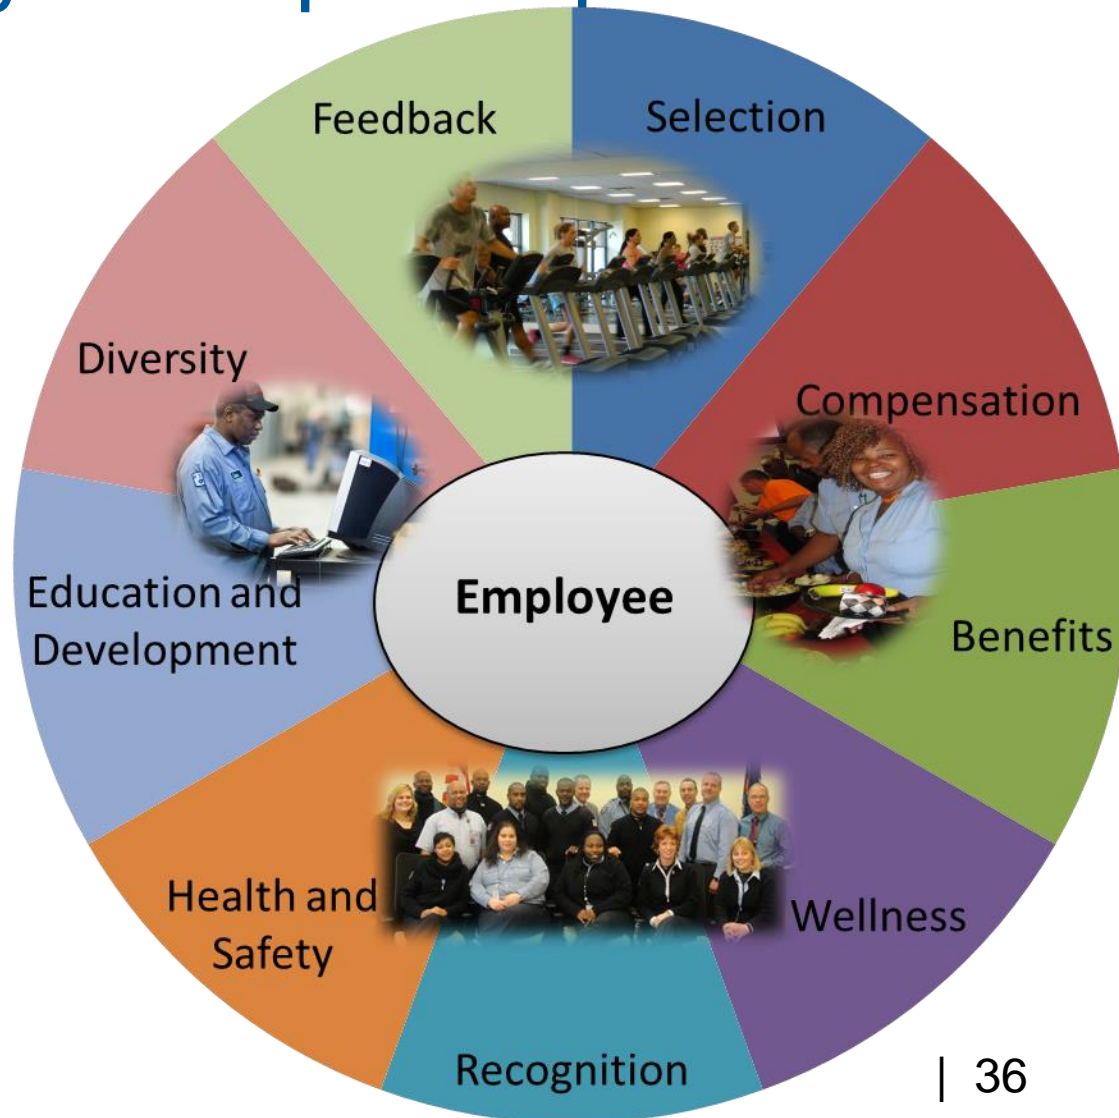 Feedback
Selection
Diversity
Compensation
Employee
Education and
Development
Benefits
Health and
Safety
Wellness
Recognition
| 36